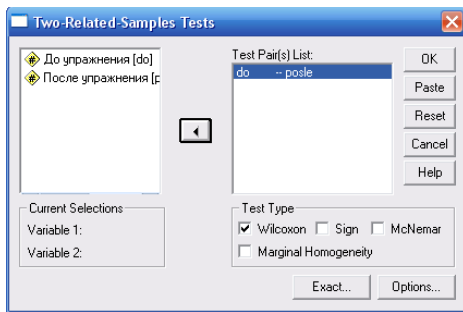 Two-Related-Samples Tests
До упражнения [do]
После упражнения [p
Test Pair(s) List:
do -- posle
OK
Paste
Reset
Cancel
Help
Current Selections
Variable 1:
Variable 2:
Test Type
Wilcoxon Sign McNemar
Marginal Homogeneity
Exact... Options...